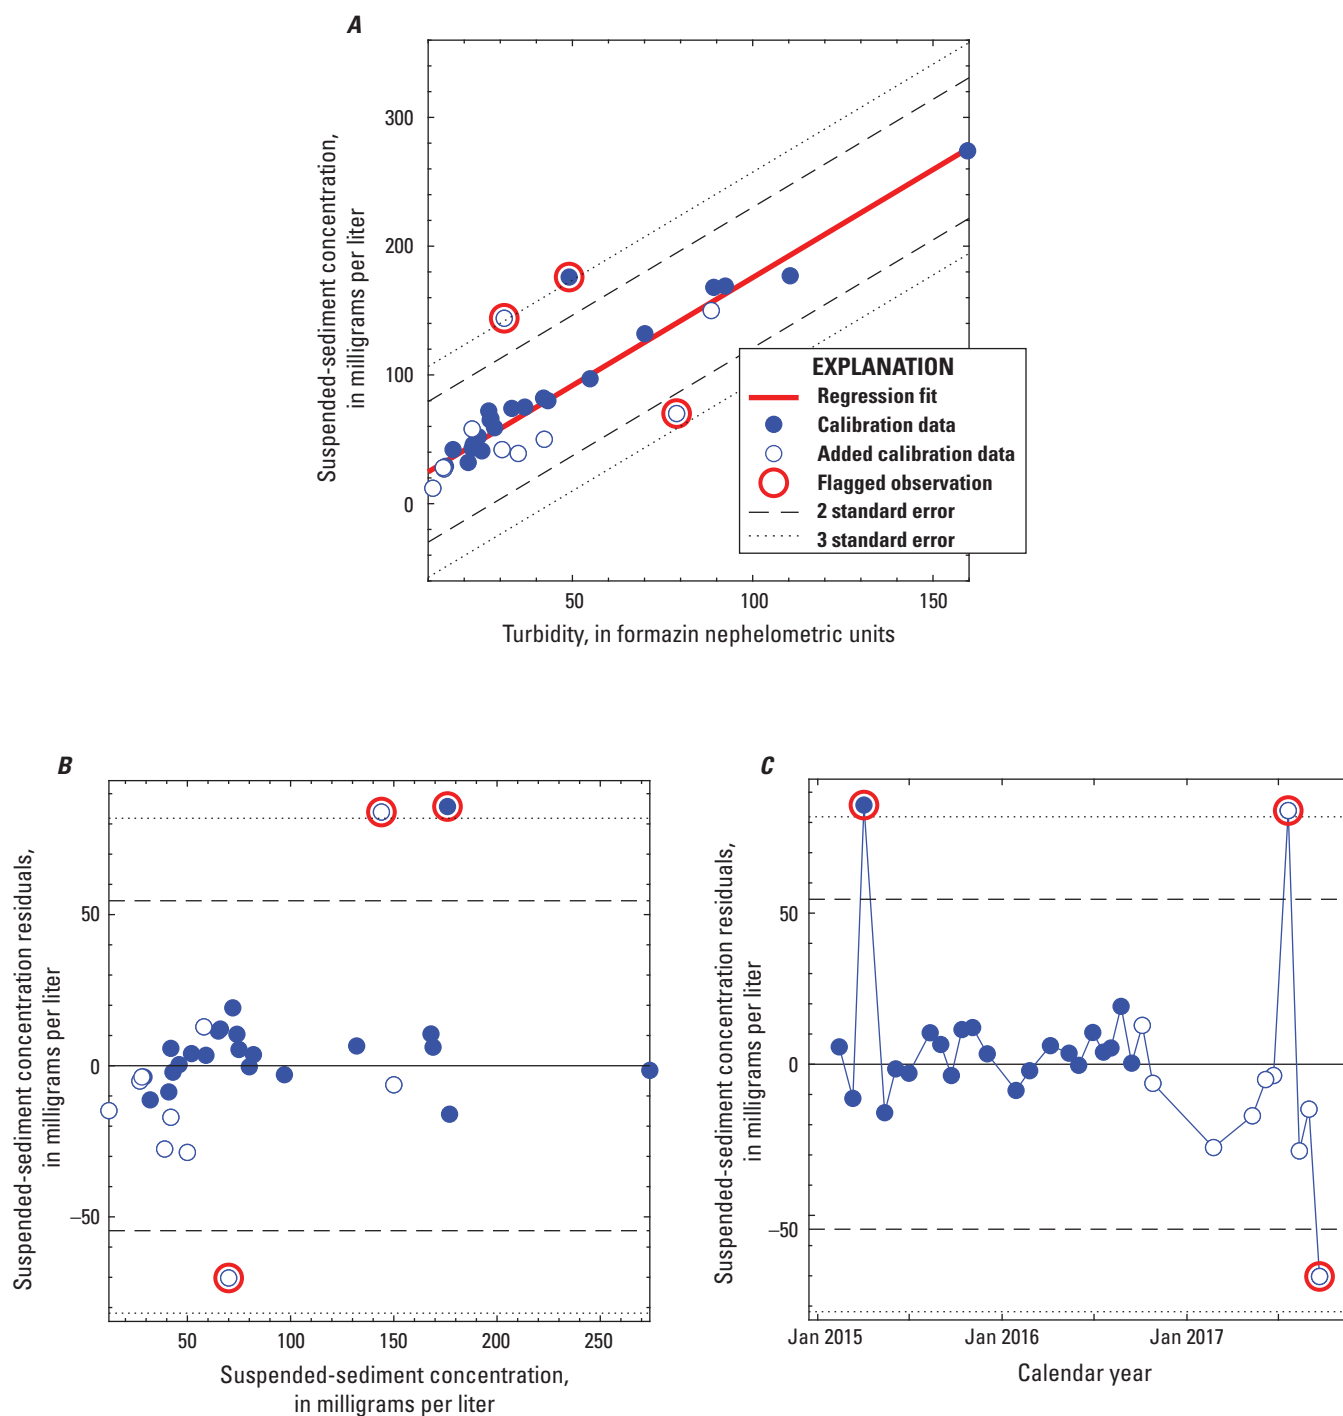 A
Suspended-sediment concentration,
in milligrams per liter
300
200
100
0
50
100
150
Turbidity, in formazin nephelometric units
EXPLANATION
Regression fit
Calibration data
Added calibration data
Flagged observation
2 standard error
3 standard error
B
Suspended-sediment concentration residuals,
in milligrams per liter
50
0
–50
50
100
150
200
250
Suspended-sediment concentration,
in milligrams per liter
C
Suspended-sediment concentration residuals,
in milligrams per liter
50
0
–50
Jan 2015
Jan 2016
Jan 2017
Calendar year